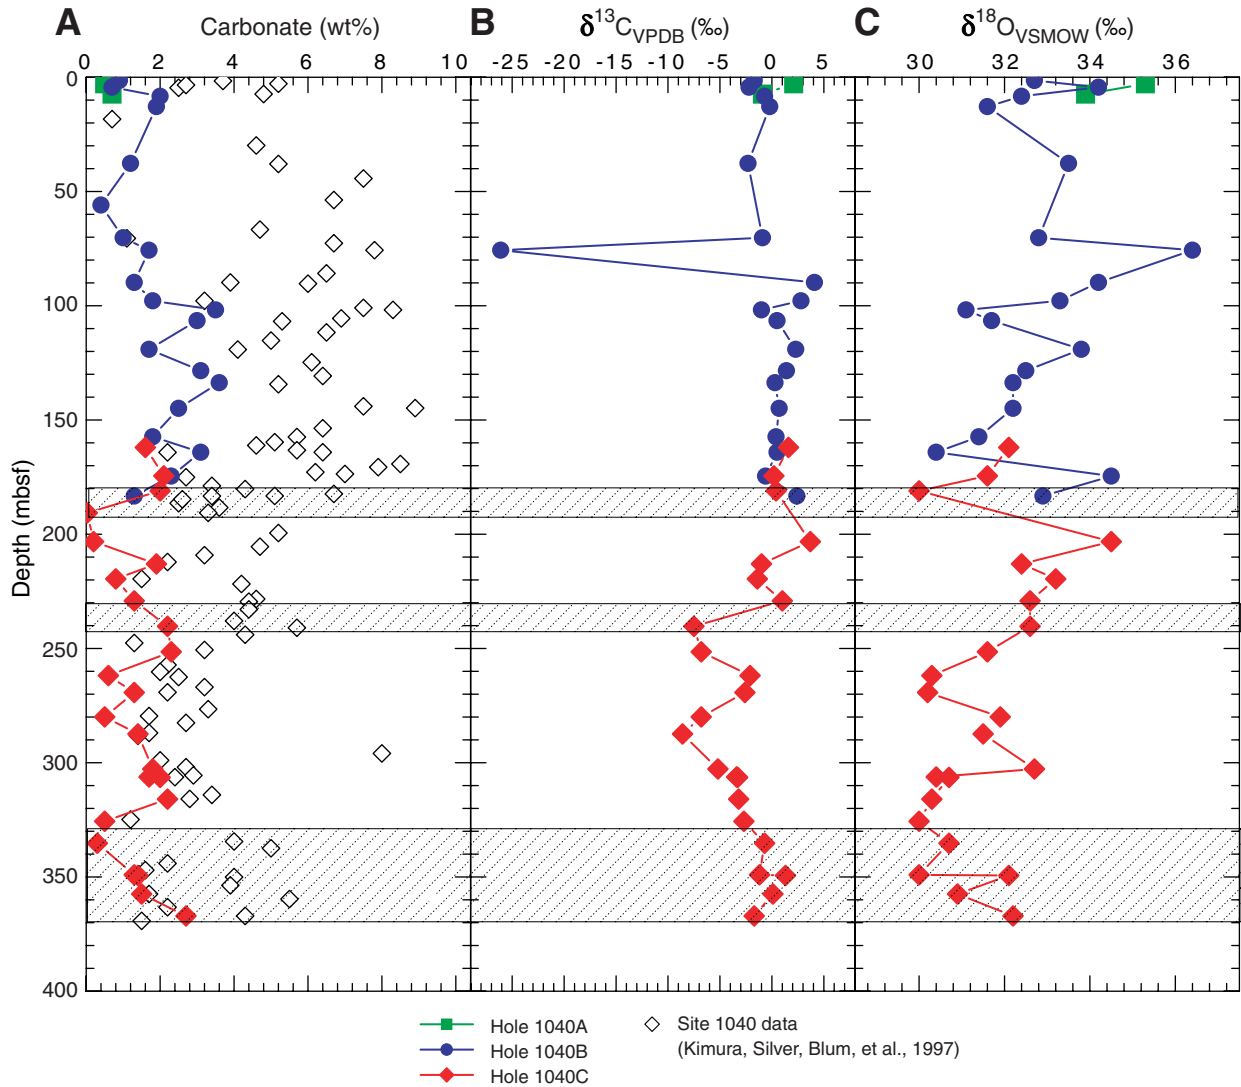 A Carbonate (wt%) B δ13CVPDB (‰) C δ18OVSMOW (‰)
0 2 4 6 8 10 -25 -20 -15 -10 -5 0 5 30 32 34 36
0
50
100
150
200
250
300
350
400
Depth (mbsf)
Hole 1040A Site 1040 data
Hole 1040B (Kimura, Silver, Blum, et al., 1997)
Hole 1040C